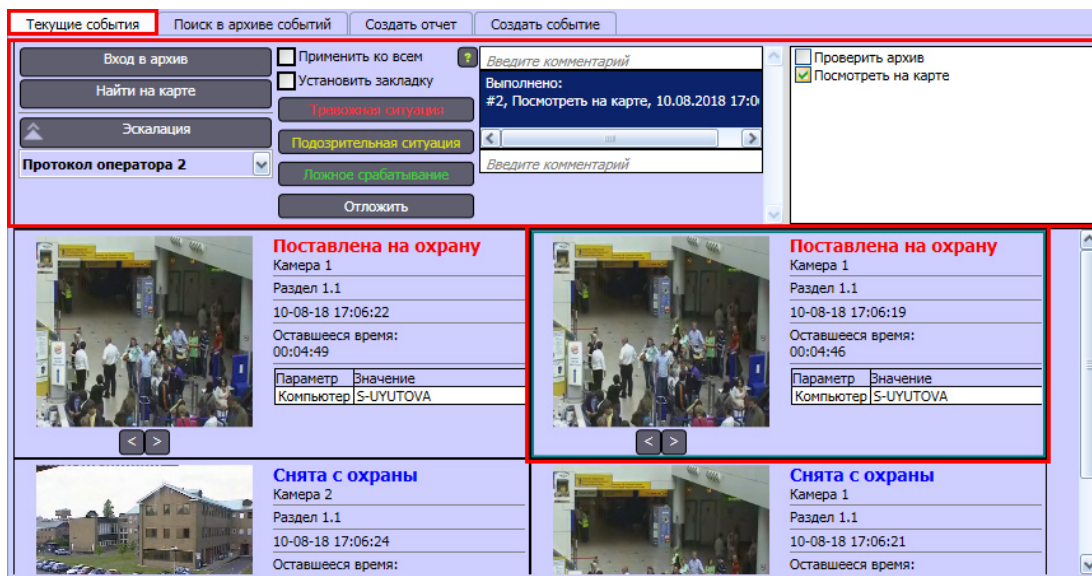 Текущие события
Поиск в архиве событий
Создать отчет
Создать событие
Вход в архив
Найти на карте
Эскалация
Протокол оператора 2
Применить ко всем
?
Установить закладку
Тревожная ситуация
Подозрительная ситуация
Ложное срабатывание
Отложить
Введите комментарий
Выполнено:
#2, Посмотреть на карте, 10.08.2018 17:0
Введите комментарий
Проверить архив
Посмотреть на карте
Поставлена на охрану
Камера 1
Раздел 1.1
10-08-18 17:06:22
Оставшееся время:
00:04:49
Параметр Значение
Компьютер S-UYUTOVA
< >
Поставлена на охрану
Камера 1
Раздел 1.1
10-08-18 17:06:19
Оставшееся время:
00:04:46
Параметр Значение
Компьютер S-UYUTOVA
< >
Снята с охраны
Камера 2
Раздел 1.1
10-08-18 17:06:24
Оставшееся время:
Снята с охраны
Камера 1
Раздел 1.1
10-08-18 17:06:21
Оставшееся время: